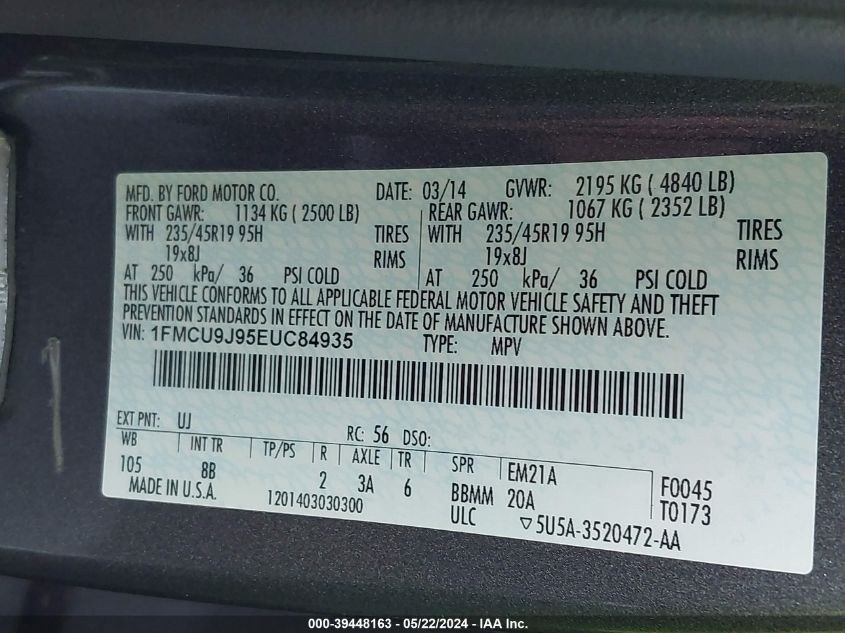 MFD. BY FORD MOTOR CO. DATE: 03/14 GVWR: 2195 KG ( 4840 LB)
FRONT GAWR: 1134 KG ( 2500 LB) REAR GAWR: 1067 KG ( 2352 LB)
WITH 235/45R19 95H TIRES WITH 235/45R19 95H TIRES
19x8J RIMS 19x8J RIMS
AT 250 kPa/ 36 PSI COLD AT 250 kPa/ 36 PSI COLD
THIS VEHICLE CONFORMS TO ALL APPLICABLE FEDERAL MOTOR VEHICLE SAFETY AND THEFT
PREVENTION STANDARDS IN EFFECT ON THE DATE OF MANUFACTURE SHOWN ABOVE.
VIN: 1FMCU9J95EUC84935 TYPE: MPV
EXT PNT: UJ RC: 56 DSO:
WB INT TR TP/PS R AXLE TR SPR EM21A F0045
105 8B 2 3A 6 BBMM 20A T0173
MADE IN U.S.A. 1201403030300 ULC ▽5U5A-3520472-AA
000-39448163 - 05/22/2024 - IAAI Inc.